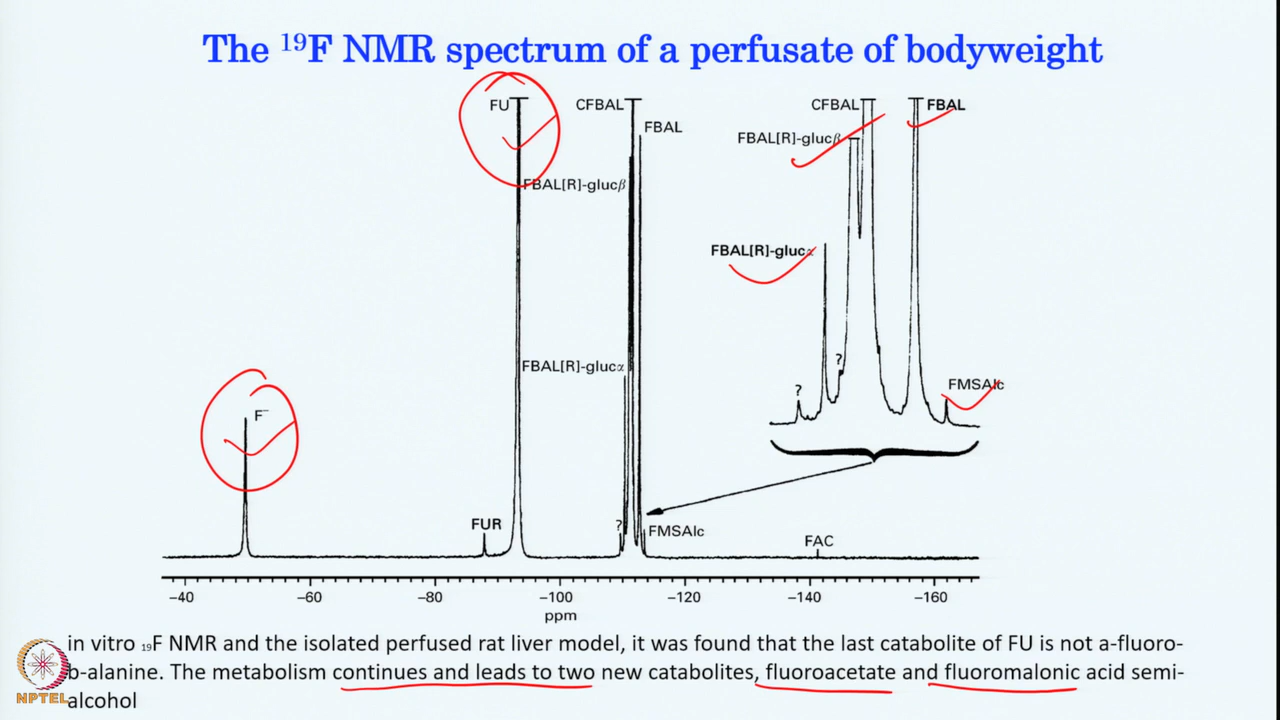 The ¹⁹F NMR spectrum of a perfusate of bodyweight
FU
CFBAL
FBAL
FBAL[R]-glucβ
FBAL[R]-glucα
F⁻
FUR
?
FMSAlc
FAC
CFBAL
FBAL
FBAL[R]-glucβ
FBAL[R]-glucα
?
?
FMSAlc
−40 −60 −80 −100 −120 −140 −160
ppm
in vitro ₁₉F NMR and the isolated perfused rat liver model, it was found that the last catabolite of FU is not a-fluoro-
b-alanine. The metabolism continues and leads to two new catabolites, fluoroacetate and fluoromalonic acid semi-
alcohol
NPTEL